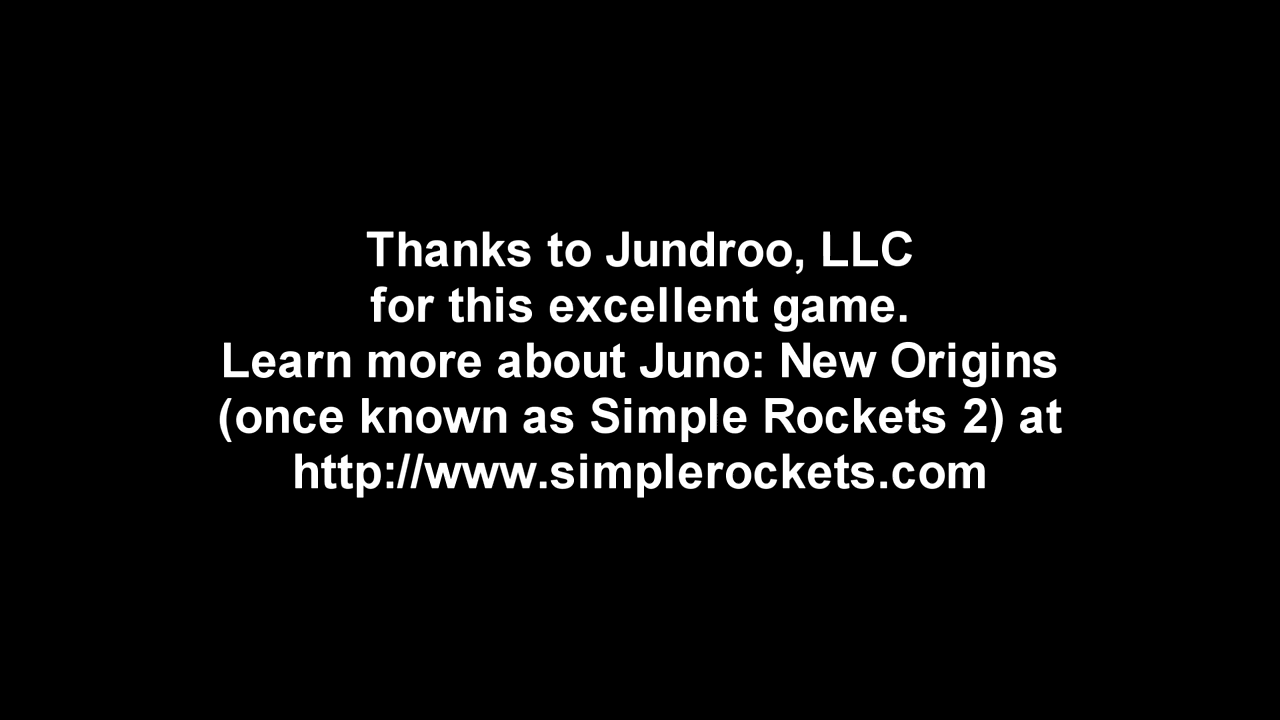 Thanks to Jundroo, LLC
for this excellent game.
Learn more about Juno: New Origins
(once known as Simple Rockets 2) at
http://www.simplerockets.com